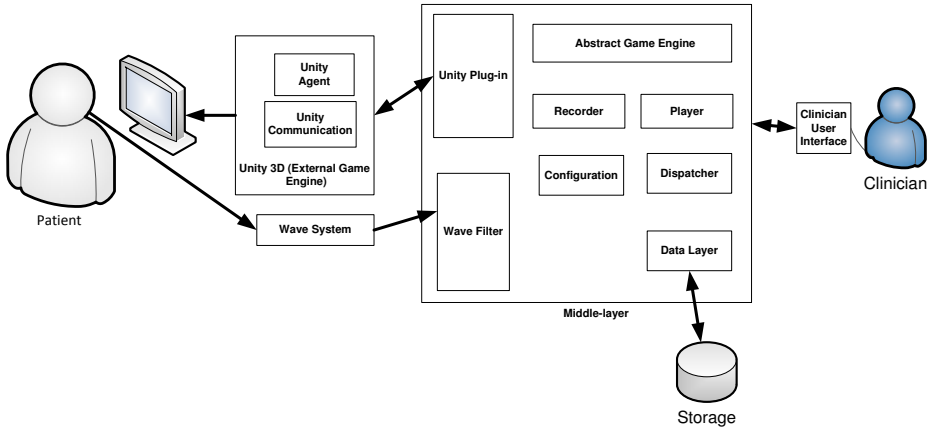 Unity
Agent
Unity
Communication
Unity 3D (External Game
Engine)
Patient
Wave System
Unity Plug-in
Wave Filter
Abstract Game Engine
Recorder
Player
Configuration
Dispatcher
Data Layer
Middle-layer
Storage
Clinician
User
Interface
Clinician